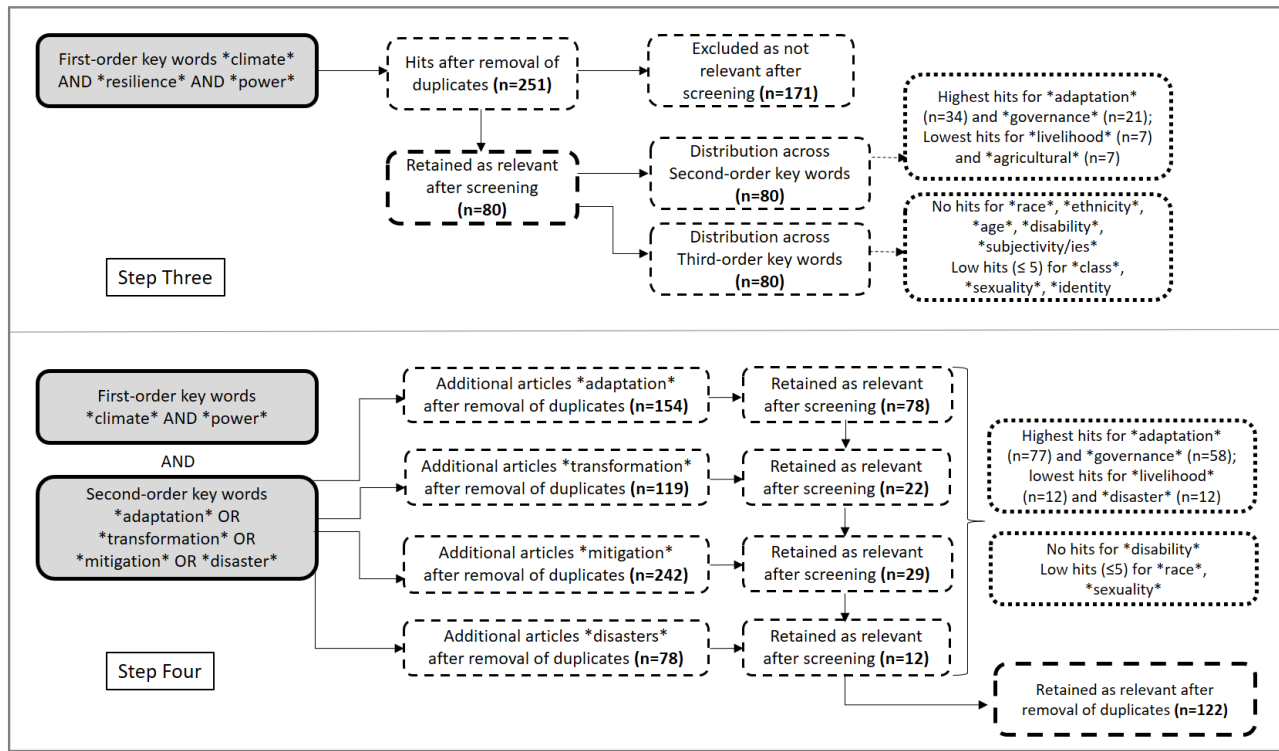 First-order key words *climate*
AND *resilience* AND *power*
Hits after removal of
duplicates (n=251)
Excluded as not
relevant after
screening (n=171)
Retained as relevant
after screening
(n=80)
Distribution across
Second-order key words
(n=80)
Distribution across
Third-order key words
(n=80)
Highest hits for *adaptation*
(n=34) and *governance* (n=21);
Lowest hits for *livelihood* (n=7)
and *agricultural* (n=7)
No hits for *race*, *ethnicity*,
*age*, *disability*,
*subjectivity/ies*
Low hits (≤ 5) for *class*,
*sexuality*, *identity
Step Three
First-order key words
*climate* AND *power*
AND
Second-order key words
*adaptation* OR
*transformation* OR
*mitigation* OR *disaster*
Additional articles *adaptation*
after removal of duplicates (n=154)
Retained as relevant
after screening (n=78)
Additional articles *transformation*
after removal of duplicates (n=119)
Retained as relevant
after screening (n=22)
Additional articles *mitigation*
after removal of duplicates (n=242)
Retained as relevant
after screening (n=29)
Additional articles *disasters*
after removal of duplicates (n=78)
Retained as relevant
after screening (n=12)
Highest hits for *adaptation*
(n=77) and *governance* (n=58);
lowest hits for *livelihood*
(n=12) and *disaster* (n=12)
No hits for *disability*
Low hits (≤5) for *race*,
*sexuality*
Retained as relevant after
removal of duplicates (n=122)
Step Four